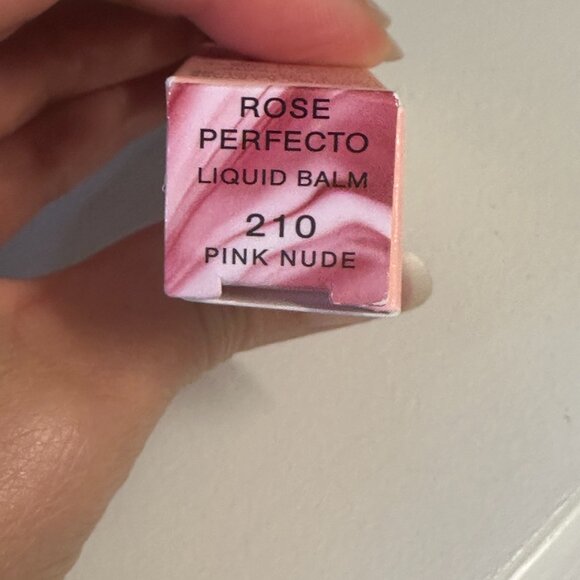 ROSE
PERFECTO
LIQUID BALM
210
PINK NUDE